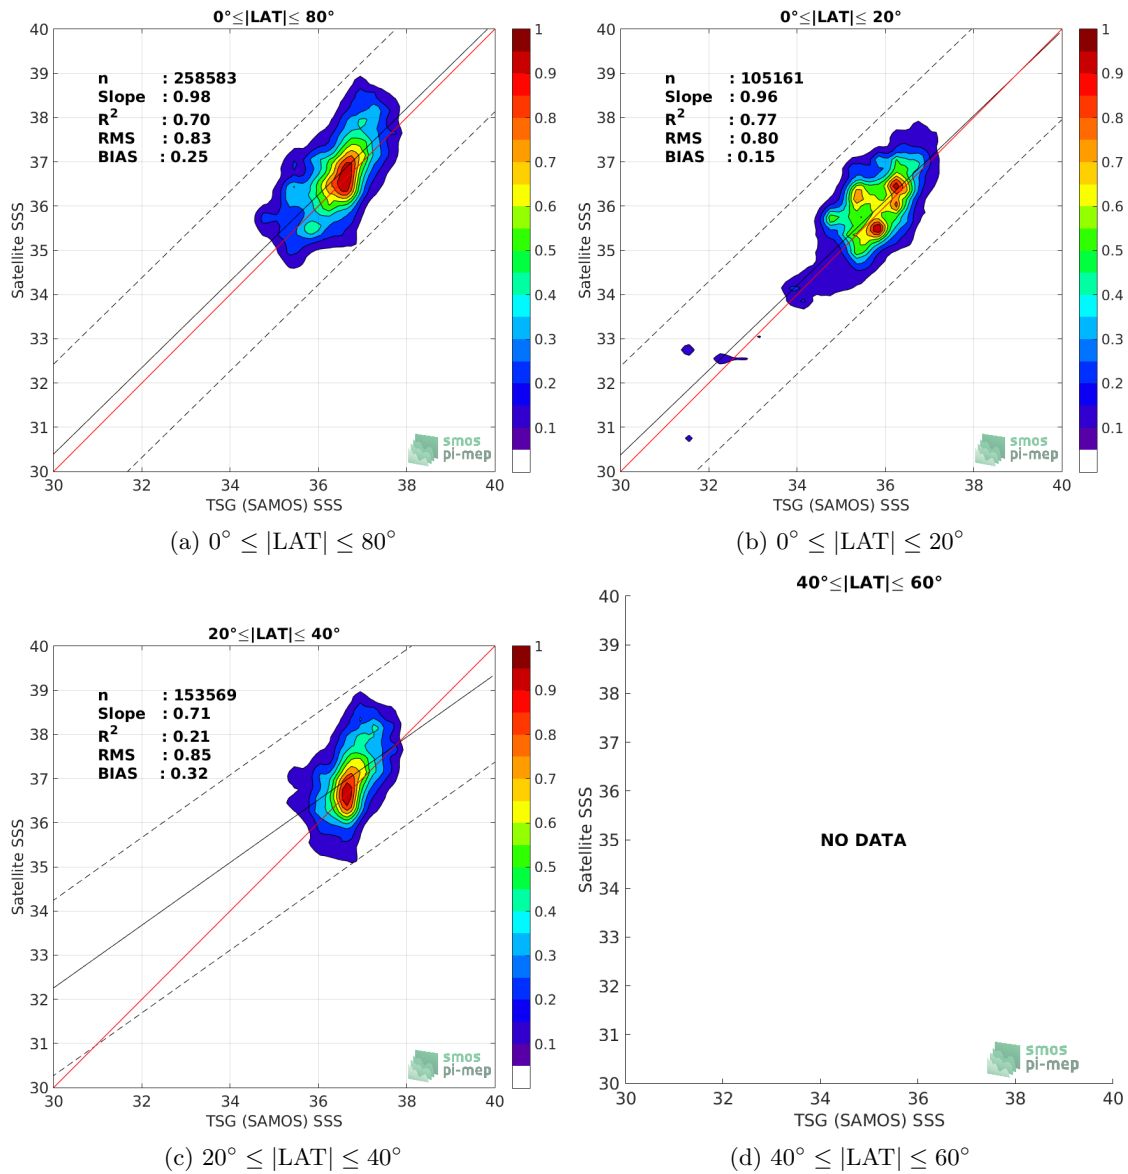 0°≤|LAT|≤ 80°
40
39
38
37
36
35
34
33
32
31
30
Satellite SSS
n : 258583
Slope : 0.98
R² : 0.70
RMS : 0.83
BIAS : 0.25
smos
pi-mep
30 32 34 36 38 40
TSG (SAMOS) SSS
1
0.9
0.8
0.7
0.6
0.5
0.4
0.3
0.2
0.1
(a) 0° ≤ |LAT| ≤ 80°
0°≤|LAT|≤ 20°
40
39
38
37
36
35
34
33
32
31
30
Satellite SSS
n : 105161
Slope : 0.96
R² : 0.77
RMS : 0.80
BIAS : 0.15
smos
pi-mep
30 32 34 36 38 40
TSG (SAMOS) SSS
1
0.9
0.8
0.7
0.6
0.5
0.4
0.3
0.2
0.1
(b) 0° ≤ |LAT| ≤ 20°
20°≤|LAT|≤ 40°
40
39
38
37
36
35
34
33
32
31
30
Satellite SSS
n : 153569
Slope : 0.71
R² : 0.21
RMS : 0.85
BIAS : 0.32
smos
pi-mep
30 32 34 36 38 40
TSG (SAMOS) SSS
1
0.9
0.8
0.7
0.6
0.5
0.4
0.3
0.2
0.1
(c) 20° ≤ |LAT| ≤ 40°
40°≤|LAT|≤ 60°
40
39
38
37
36
35
34
33
32
31
30
Satellite SSS
NO DATA
smos
pi-mep
30 32 34 36 38 40
TSG (SAMOS) SSS
(d) 40° ≤ |LAT| ≤ 60°